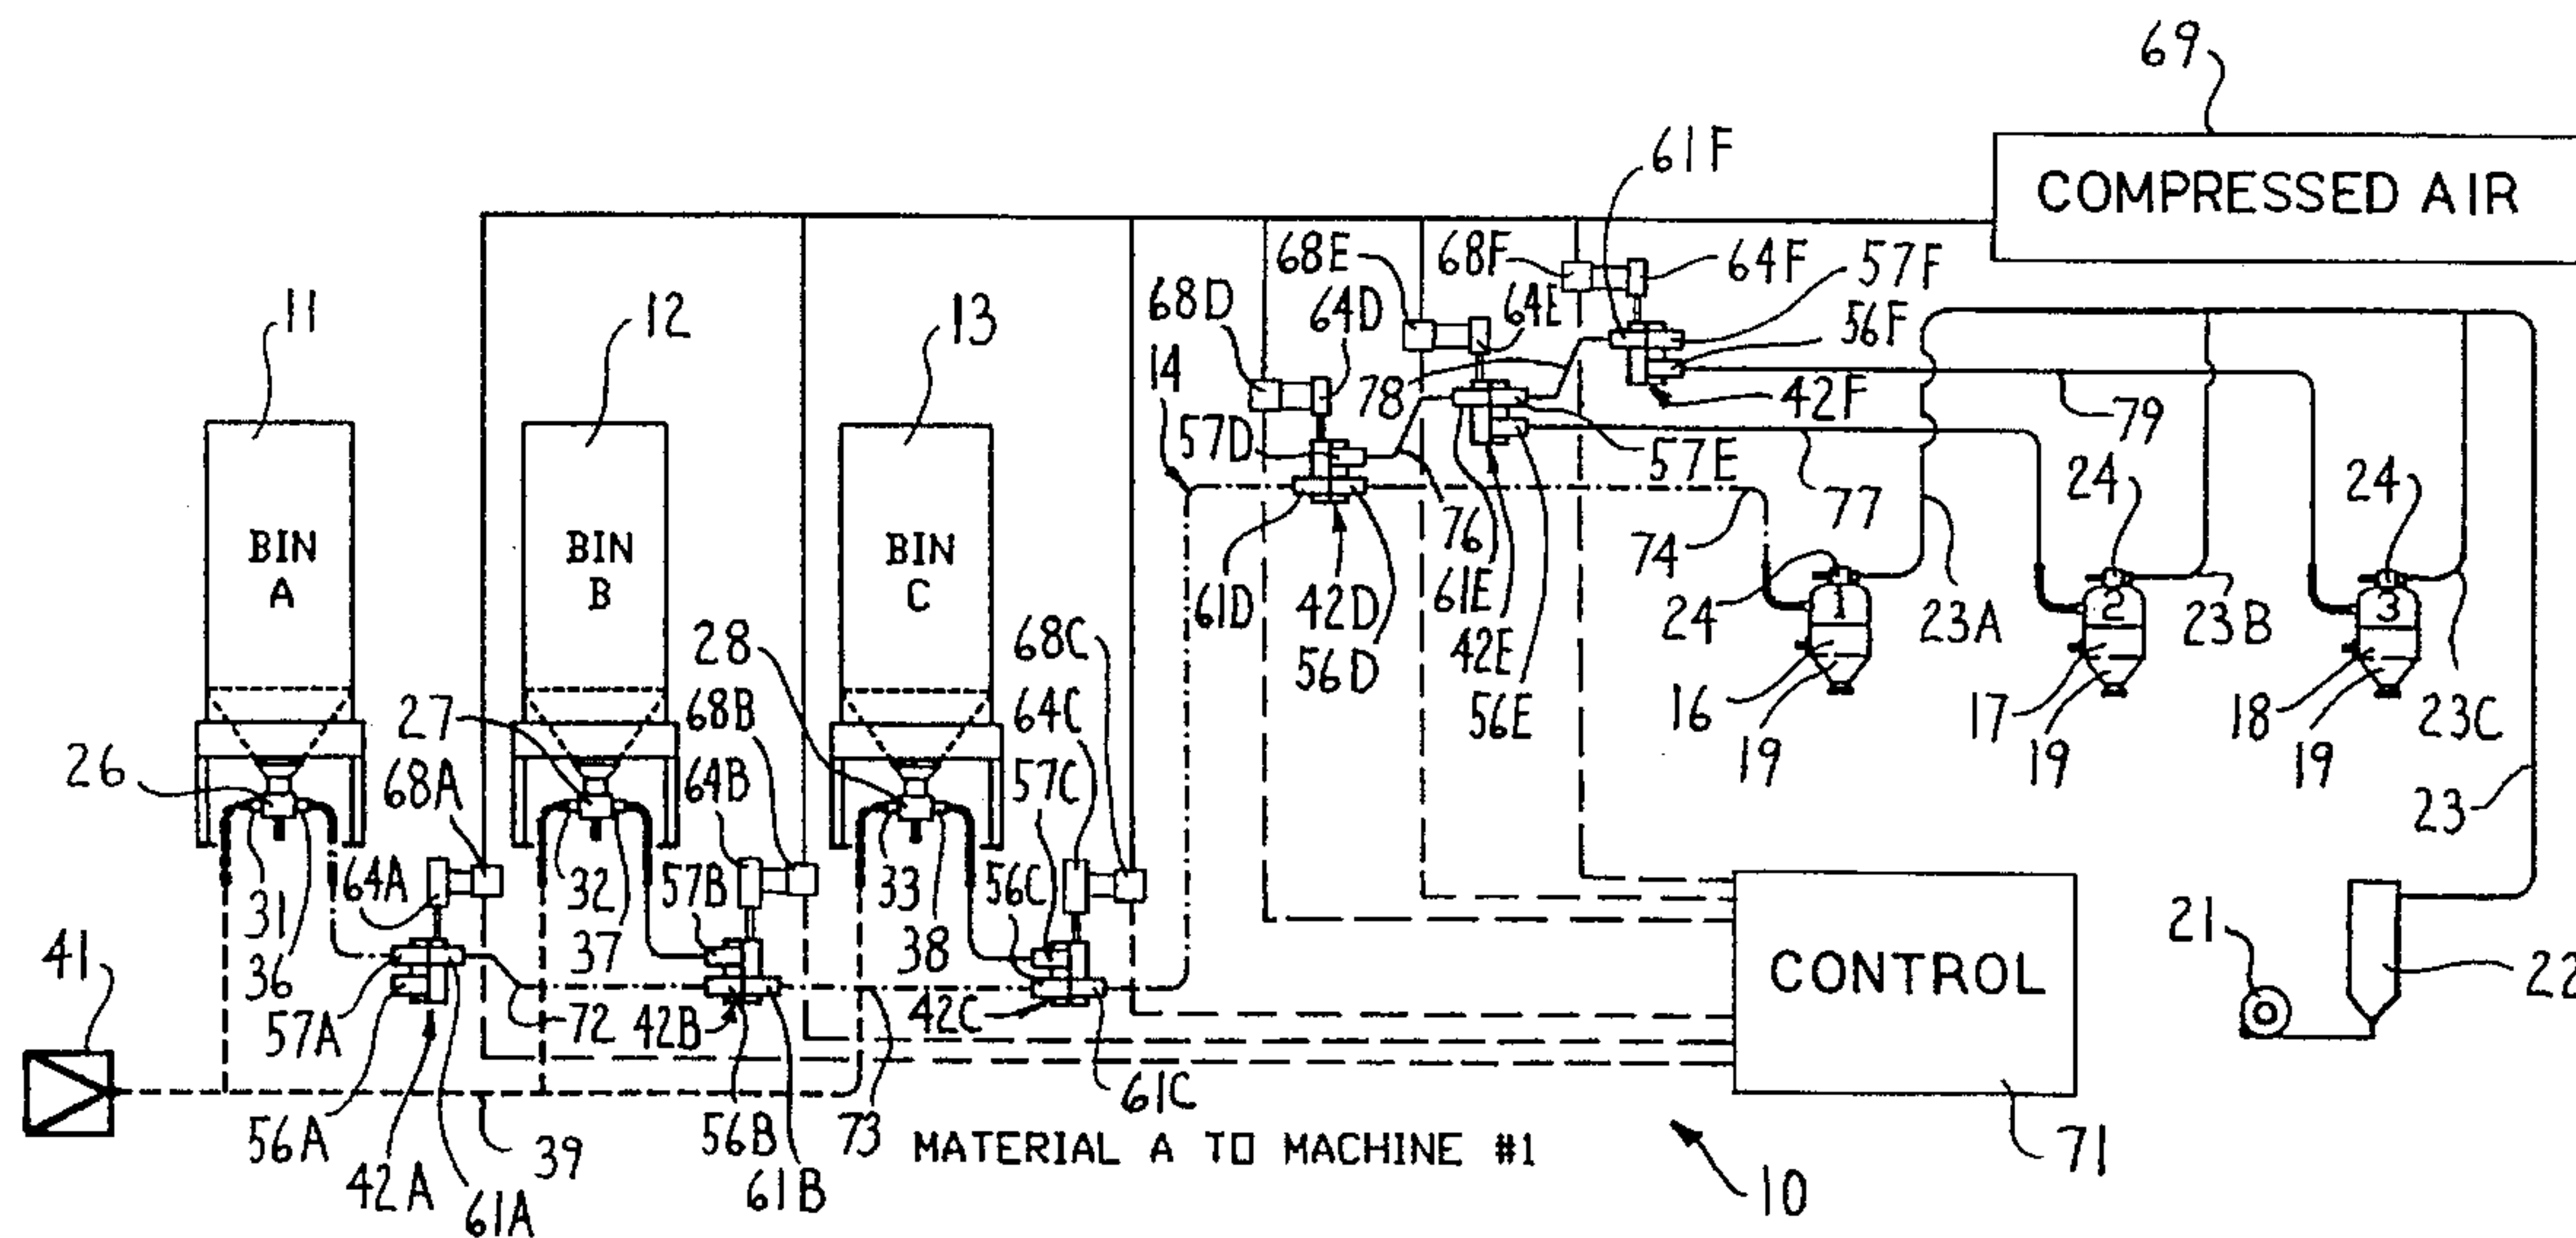 69
COMPRESSED AIR
61F
68E
68F
64F
57F
56F
68D
64D
64E
14
78
42F
79
11
12
13
57D
57E
24
24
77
76
74
BIN
A
BIN
B
BIN
C
61D
42D
61E
24
1
2
3
56D
42E
56E
23A
23B
23C
28
68C
16
19
17
19
18
19
27
68B
64C
26
68A
64B
57C
23
64A
31
36
32
57B
37
33
56C
38
21
22
CONTROL
41
57A
72
42B
42C
56A
39
56B
73
61C
42A
61A
61B
MATERIAL A TO MACHINE #1
10
71